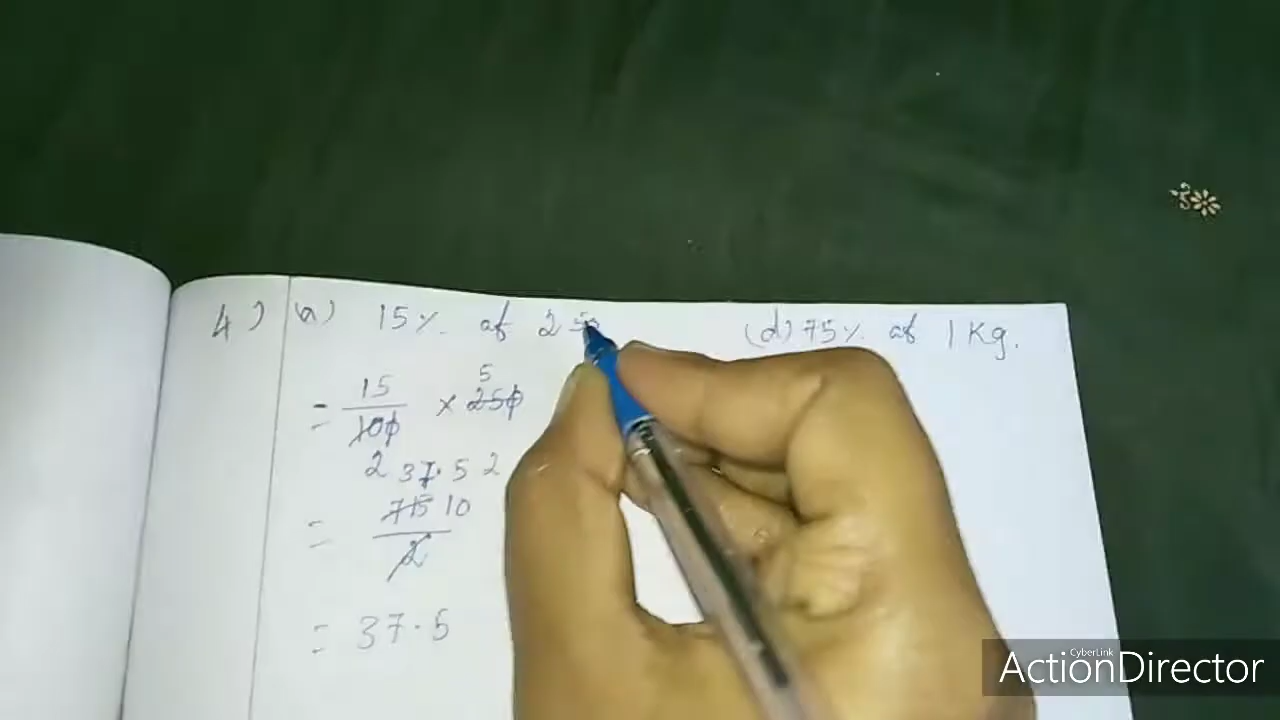 4) (a) 15% of 250
(d) 75% of 1 Kg.
5
= 15/100 × 250
2 37.5 2
= 75 10 / 2
= 37.5
CyberLink
ActionDirector